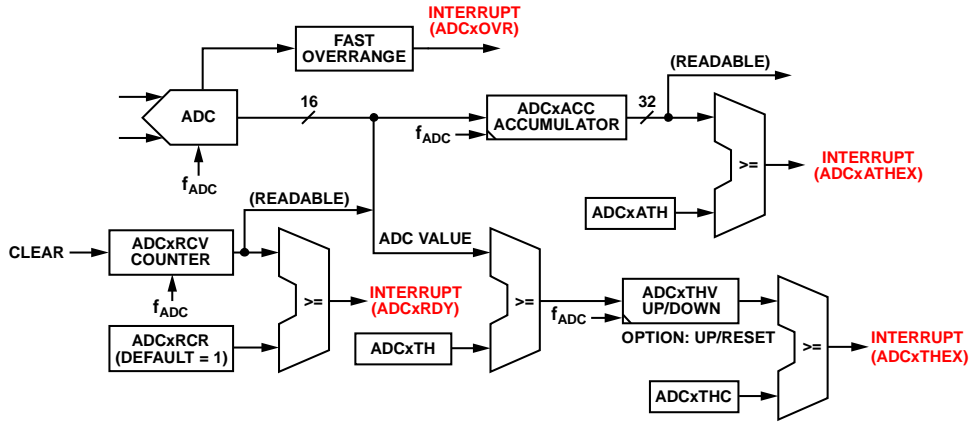 INTERRUPT
(ADCxOVR)
FAST
OVERRANGE
(READABLE)
ADC
16
ADCxACC
ACCUMULATOR
32
fADC
fADC
>=
INTERRUPT
(ADCxATHEX)
ADCxATH
(READABLE)
CLEAR
ADCxRCV
COUNTER
ADC VALUE
fADC
>=
INTERRUPT
(ADCxRDY)
>=
fADC
ADCxTHV
UP/DOWN
OPTION: UP/RESET
ADCxRCR
(DEFAULT = 1)
ADCxTH
>=
INTERRUPT
(ADCxTHEX)
ADCxTHC